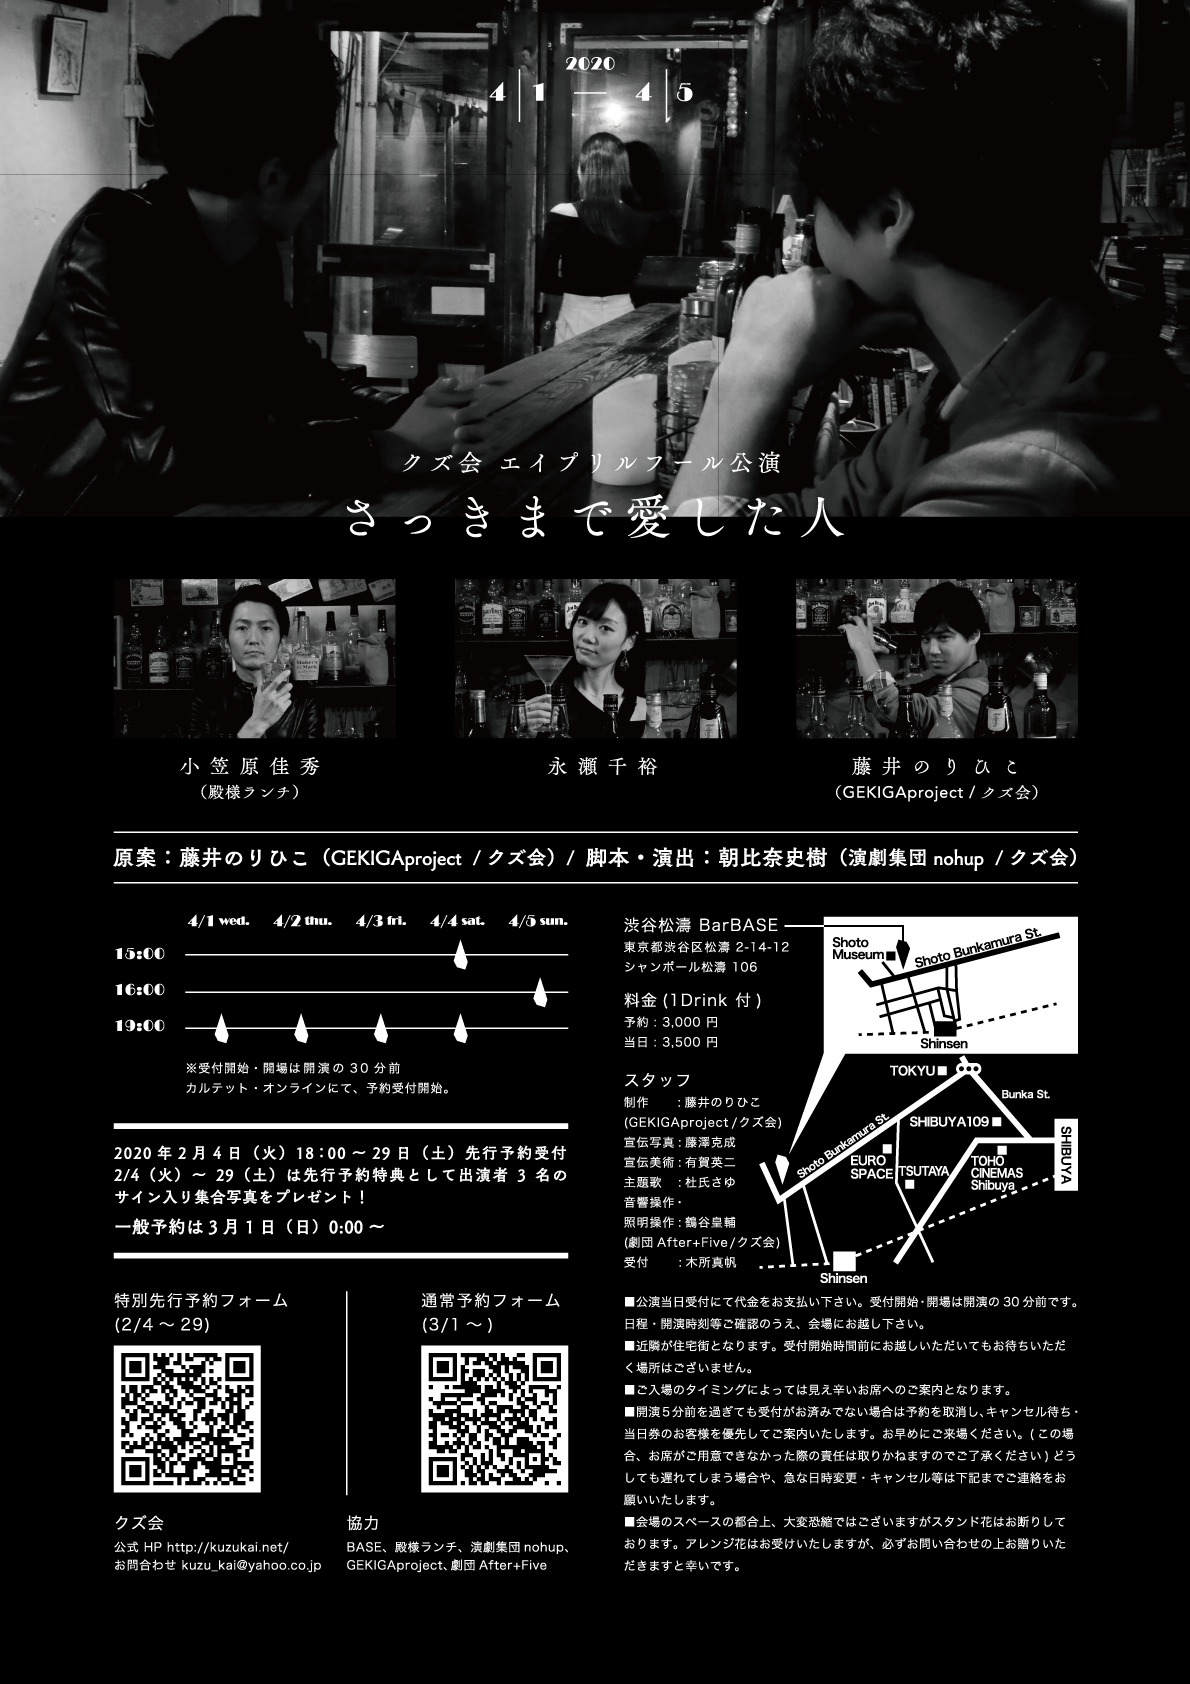 2020
4 | 1 — 4 | 5
クズ会 エイプリルフール公演
さっきまで愛した人
小笠原佳秀
（殿様ランチ）
永瀬千裕
藤井のりひこ
（GEKIGAproject / クズ会）
原案：藤井のりひこ（GEKIGAproject / クズ会）/ 脚本・演出：朝比奈史樹（演劇集団 nohup / クズ会）
4/1 wed. 4/2 thu. 4/3 fri. 4/4 sat. 4/5 sun.
15:00
16:00
19:00
※受付開始・開場は開演の 30 分前
カルテット・オンラインにて、予約受付開始。
2020 年 2 月 4 日（火）18：00 〜 29 日（土）先行予約受付
2/4（火）〜 29（土）は先行予約特典として出演者 3 名の
サイン入り集合写真をプレゼント！
一般予約は 3 月 1 日（日）0:00 〜
特別先行予約フォーム
(2/4 〜 29)
通常予約フォーム
(3/1 〜 )
クズ会
公式 HP http://kuzukai.net/
お問合わせ kuzu_kai@yahoo.co.jp
協力
BASE、殿様ランチ、演劇集団 nohup、
GEKIGAproject、劇団 After+Five
渋谷松濤 BarBASE
東京都渋谷区松濤 2-14-12
シャンボール松濤 106
料金 (1Drink 付 )
予約 : 3,000 円
当日 : 3,500 円
スタッフ
制作 : 藤井のりひこ
(GEKIGAproject / クズ会)
宣伝写真 : 藤澤克成
宣伝美術 : 有賀英二
主題歌 : 杜氏さゆ
音響操作・
照明操作 : 鶴谷皇輔
(劇団 After+Five / クズ会)
受付 : 木所真帆
Shoto
Museum
Shoto Bunkamura St.
Shinsen
TOKYU
Bunka St.
SHIBUYA109
Shoto Bunkamura St.
EURO
SPACE
TSUTAYA
TOHO
CINEMAS
Shibuya
SHIBUYA
Shinsen
■公演当日受付にて代金をお支払い下さい。受付開始・開場は開演の 30 分前です。
日程・開演時刻等ご確認のうえ、会場にお越し下さい。
■近隣が住宅街となります。受付開始時間前にお越しいただいてもお待ちいただ
く場所はございません。
■ご入場のタイミングによっては見え辛いお席へのご案内となります。
■開演５分前を過ぎても受付がお済みでない場合は予約を取消し、キャンセル待ち・
当日券のお客様を優先してご案内いたします。お早めにご来場ください。( この場
合、お席がご用意できなかった際の責任は取りかねますのでご了承ください ) どう
しても遅れてしまう場合や、急な日時変更・キャンセル等は下記までご連絡をお
願いいたします。
■会場のスペースの都合上、大変恐縮ではございますがスタンド花はお断りして
おります。アレンジ花はお受けいたしますが、必ずお問い合わせの上お贈りいた
だきますと幸いです。